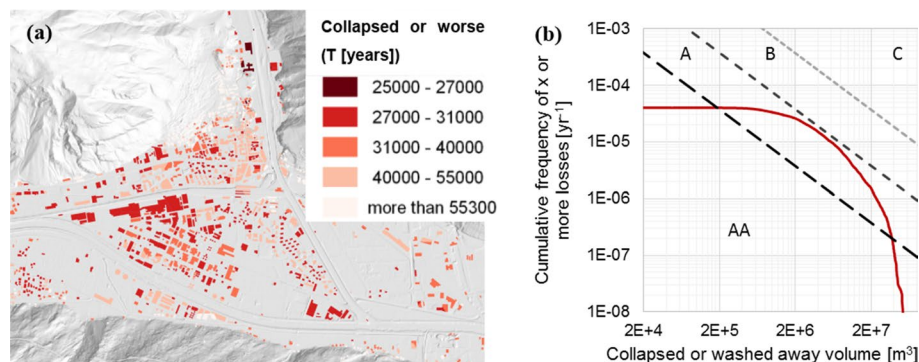 (a)
Collapsed or worse
(T [years])
25000 - 27000
27000 - 31000
31000 - 40000
40000 - 55000
more than 55300
(b)
Cumulative frequency of x or
more losses [yr⁻¹]
1E-03
1E-04
1E-05
1E-06
1E-07
1E-08
A
B
C
AA
2E+4
2E+5
2E+6
2E+7
Collapsed or washed away volume [m³]